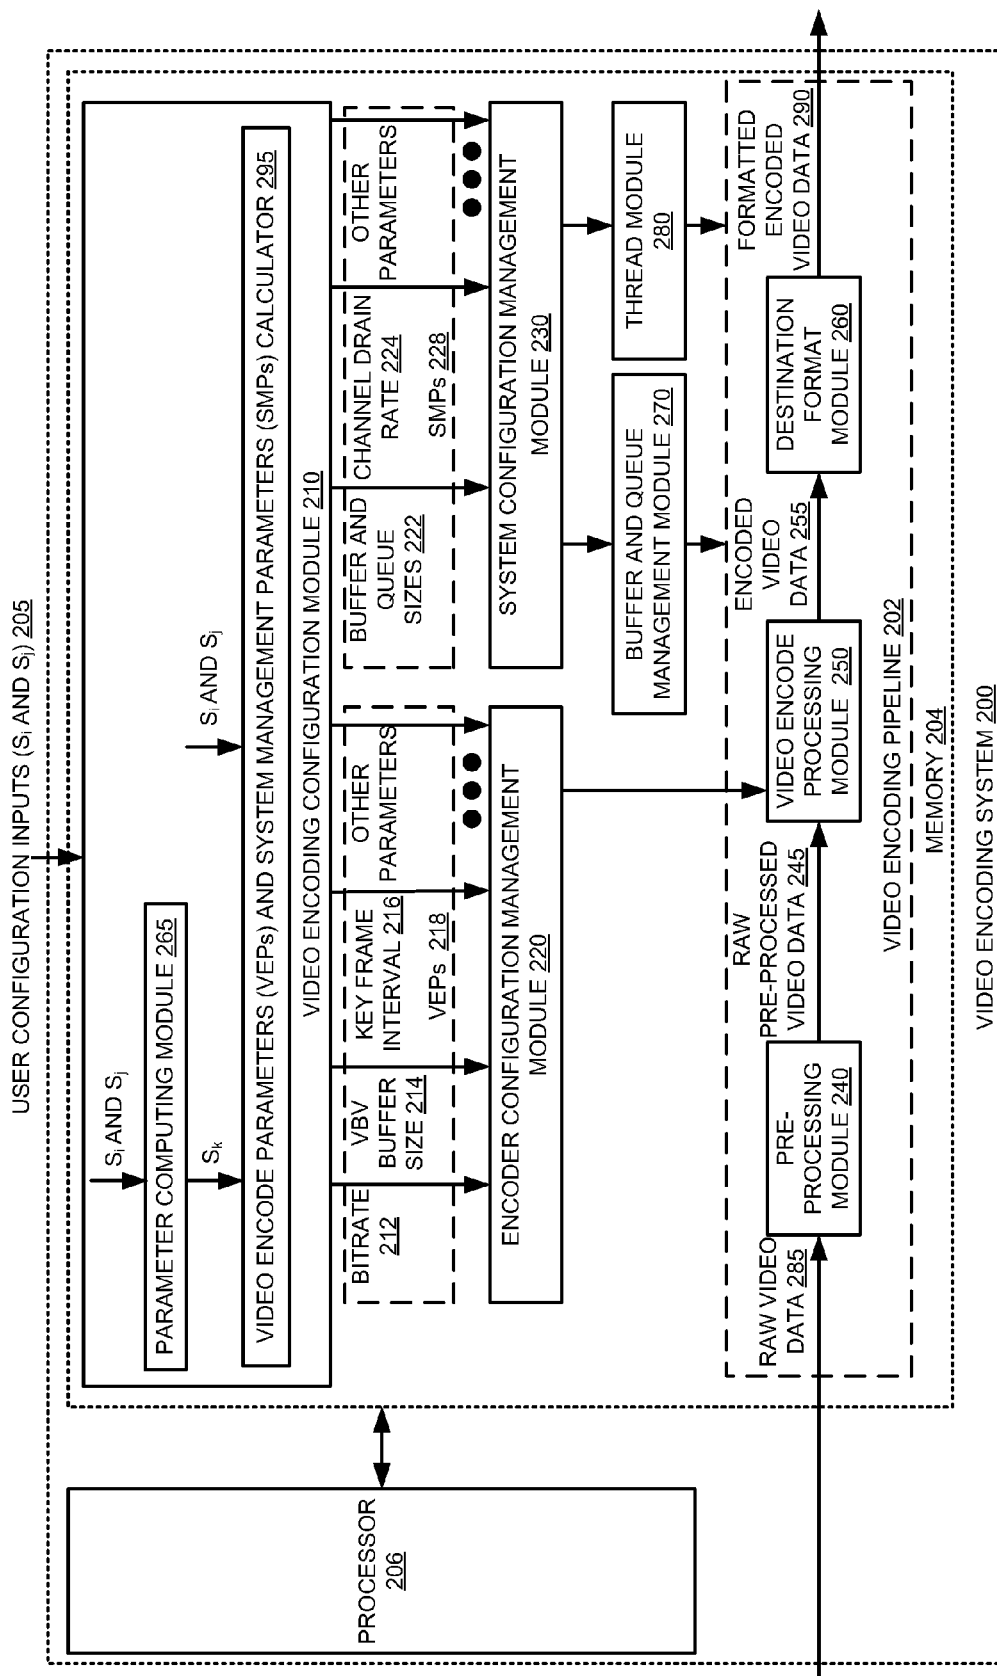 USER CONFIGURATION INPUTS (Si AND Sj) 205
Si AND Sj
PARAMETER COMPUTING MODULE 265
Sk
Si AND Sj
VIDEO ENCODE PARAMETERS (VEPs) AND SYSTEM MANAGEMENT PARAMETERS (SMPs) CALCULATOR 295
VIDEO ENCODING CONFIGURATION MODULE 210
BITRATE
212
VBV
BUFFER
SIZE 214
KEY FRAME
INTERVAL 216
OTHER
PARAMETERS
VEPs 218
BUFFER AND
QUEUE
SIZES 222
CHANNEL DRAIN
RATE 224
OTHER
PARAMETERS
SMPs 228
ENCODER CONFIGURATION MANAGEMENT
MODULE 220
SYSTEM CONFIGURATION MANAGEMENT
MODULE 230
BUFFER AND QUEUE
MANAGEMENT MODULE 270
THREAD MODULE
280
PROCESSOR
206
RAW VIDEO
DATA 285
PRE-
PROCESSING
MODULE 240
RAW
PRE-PROCESSED
VIDEO DATA 245
VIDEO ENCODE
PROCESSING
MODULE 250
ENCODED
VIDEO
DATA 255
DESTINATION
FORMAT
MODULE 260
FORMATTED
ENCODED
VIDEO DATA 290
VIDEO ENCODING PIPELINE 202
MEMORY 204
VIDEO ENCODING SYSTEM 200